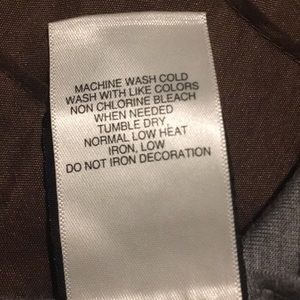 MACHINE WASH COLD
WASH WITH LIKE COLORS
NON CHLORINE BLEACH
WHEN NEEDED
TUMBLE DRY,
NORMAL LOW HEAT
IRON, LOW
DO NOT IRON DECORATION